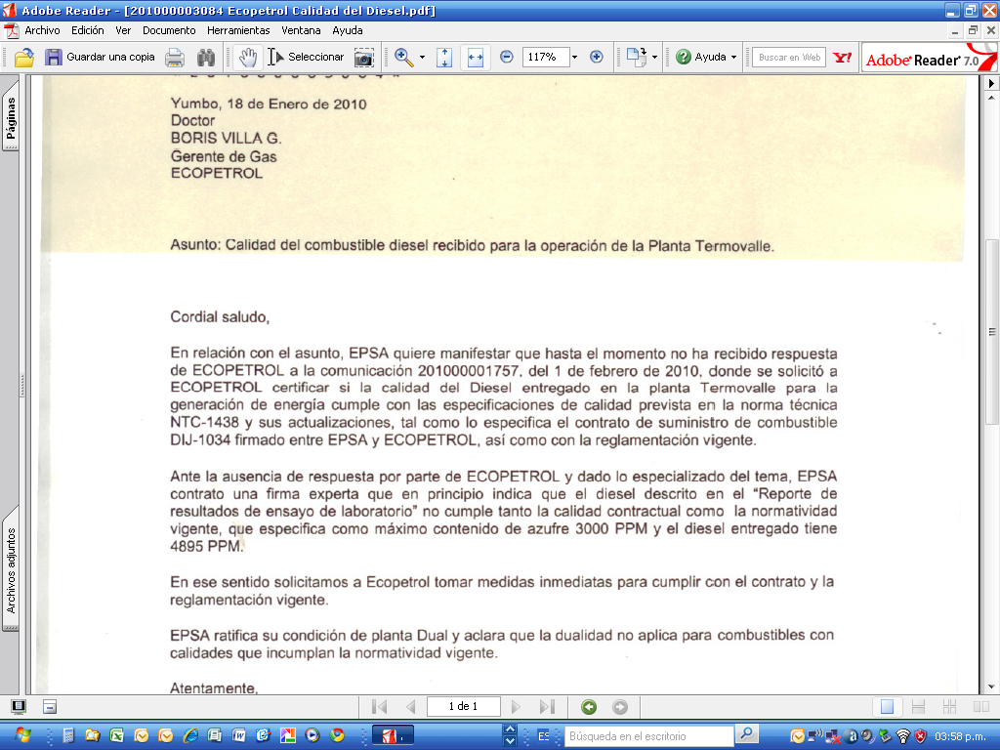 Adobe Reader - [201000003084 Ecopetrol Calidad del Diesel.pdf]
Archivo Edición Ver Documento Herramientas Ventana Ayuda
Guardar una copia Seleccionar 117% Ayuda Buscar en Web Y! Adobe Reader 7.0
Páginas
Yumbo, 18 de Enero de 2010
Doctor
BORIS VILLA G.
Gerente de Gas
ECOPETROL
Asunto: Calidad del combustible diesel recibido para la operación de la Planta Termovalle.
Cordial saludo,
En relación con el asunto, EPSA quiere manifestar que hasta el momento no ha recibido respuesta
de ECOPETROL a la comunicación 201000001757, del 1 de febrero de 2010, donde se solicitó a
ECOPETROL certificar si la calidad del Diesel entregado en la planta Termovalle para la
generación de energía cumple con las especificaciones de calidad prevista en la norma técnica
NTC-1438 y sus actualizaciones, tal como lo especifica el contrato de suministro de combustible
DIJ-1034 firmado entre EPSA y ECOPETROL, así como con la reglamentación vigente.
Ante la ausencia de respuesta por parte de ECOPETROL y dado lo especializado del tema, EPSA
contrato una firma experta que en principio indica que el diesel descrito en el “Reporte de
resultados de ensayo de laboratorio” no cumple tanto la calidad contractual como la normatividad
vigente, que especifica como máximo contenido de azufre 3000 PPM y el diesel entregado tiene
4895 PPM.
En ese sentido solicitamos a Ecopetrol tomar medidas inmediatas para cumplir con el contrato y la
reglamentación vigente.
EPSA ratifica su condición de planta Dual y aclara que la dualidad no aplica para combustibles con
calidades que incumplan la normatividad vigente.
Atentamente,
Archivos adjuntos
1 de 1
ES Búsqueda en el escritorio 03:58 p.m.